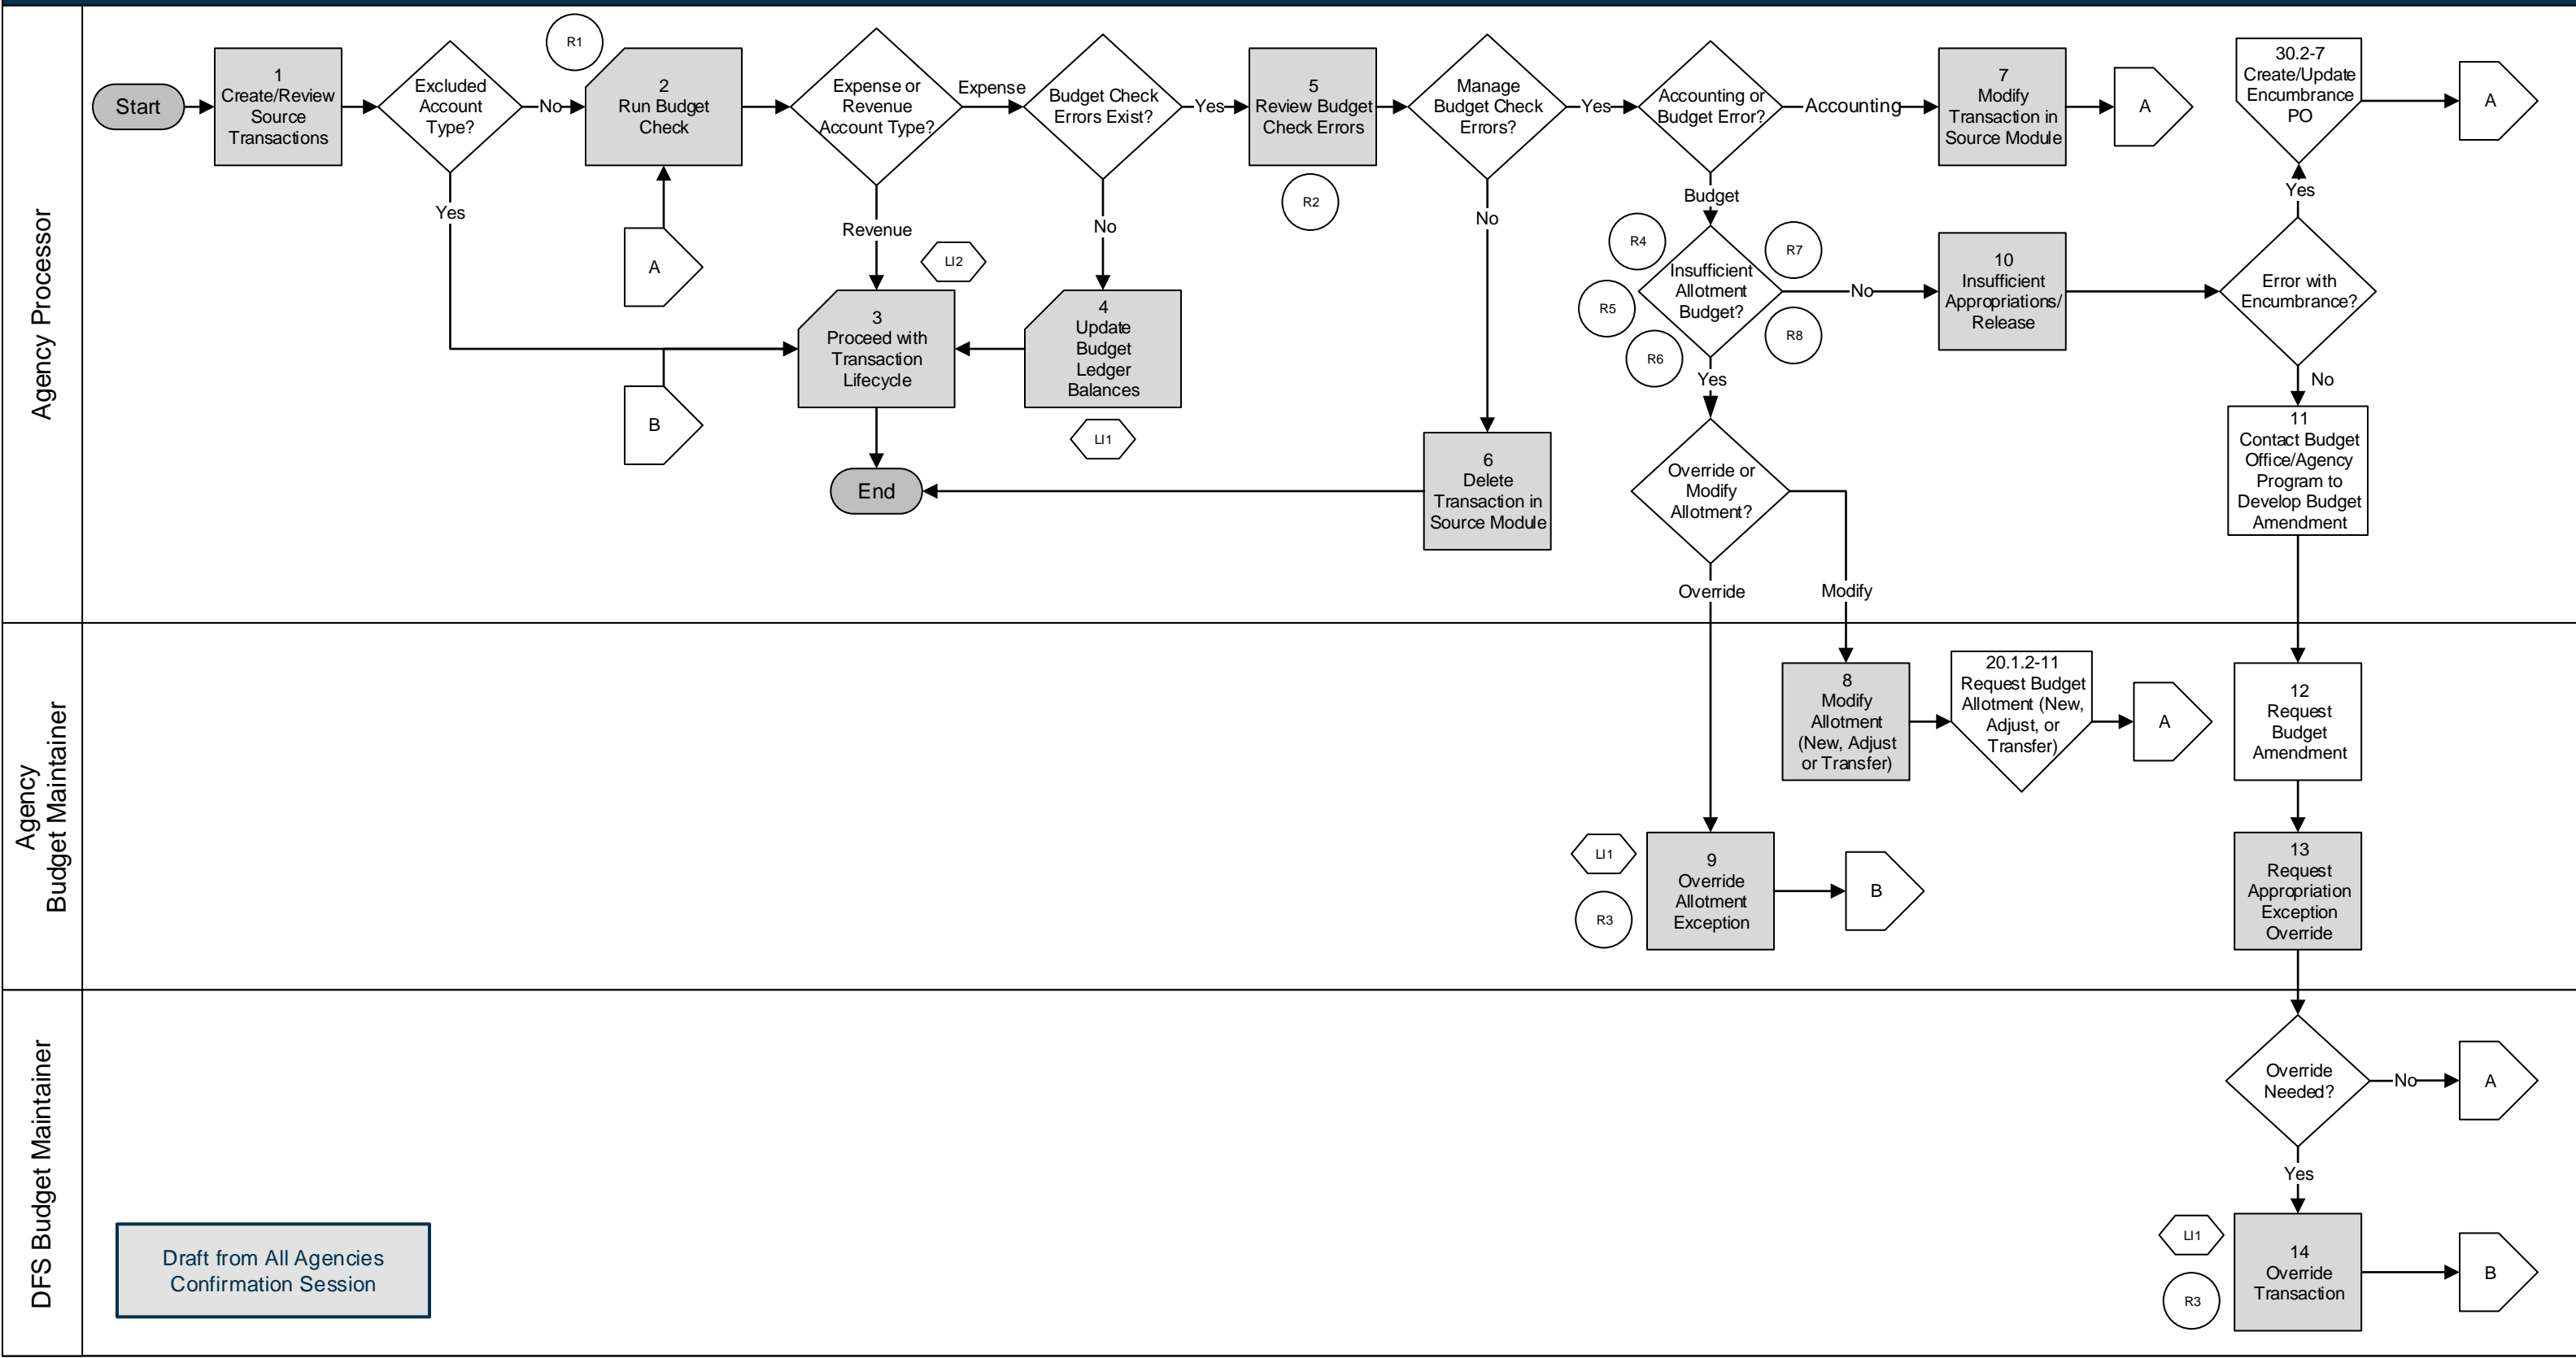 Agency Processor
Start
1
Create/Review
Source
Transactions
Excluded
Account
Type?
No
Yes
R1
2
Run Budget
Check
A
B
Expense or
Revenue
Account Type?
Expense
Revenue
LI2
3
Proceed with
Transaction
Lifecycle
End
Budget Check
Errors Exist?
Yes
No
4
Update
Budget
Ledger
Balances
LI1
5
Review Budget
Check Errors
R2
Manage
Budget Check
Errors?
Yes
No
6
Delete
Transaction in
Source Module
Accounting or
Budget Error?
Accounting
Budget
7
Modify
Transaction in
Source Module
A
R4
R5
R6
R7
R8
Insufficient
Allotment
Budget?
No
Yes
10
Insufficient
Appropriations/
Release
Override or
Modify
Allotment?
Override
Modify
Error with
Encumbrance?
Yes
No
30.2-7
Create/Update
Encumbrance
PO
A
11
Contact Budget
Office/Agency
Program to
Develop Budget
Amendment
Agency
Budget Maintainer
8
Modify
Allotment
(New, Adjust
or Transfer)
20.1.2-11
Request Budget
Allotment (New,
Adjust, or
Transfer)
A
LI1
R3
9
Override
Allotment
Exception
B
12
Request
Budget
Amendment
13
Request
Appropriation
Exception
Override
DFS Budget Maintainer
Override
Needed?
No
A
Yes
LI1
R3
14
Override
Transaction
B
Draft from All Agencies
Confirmation Session